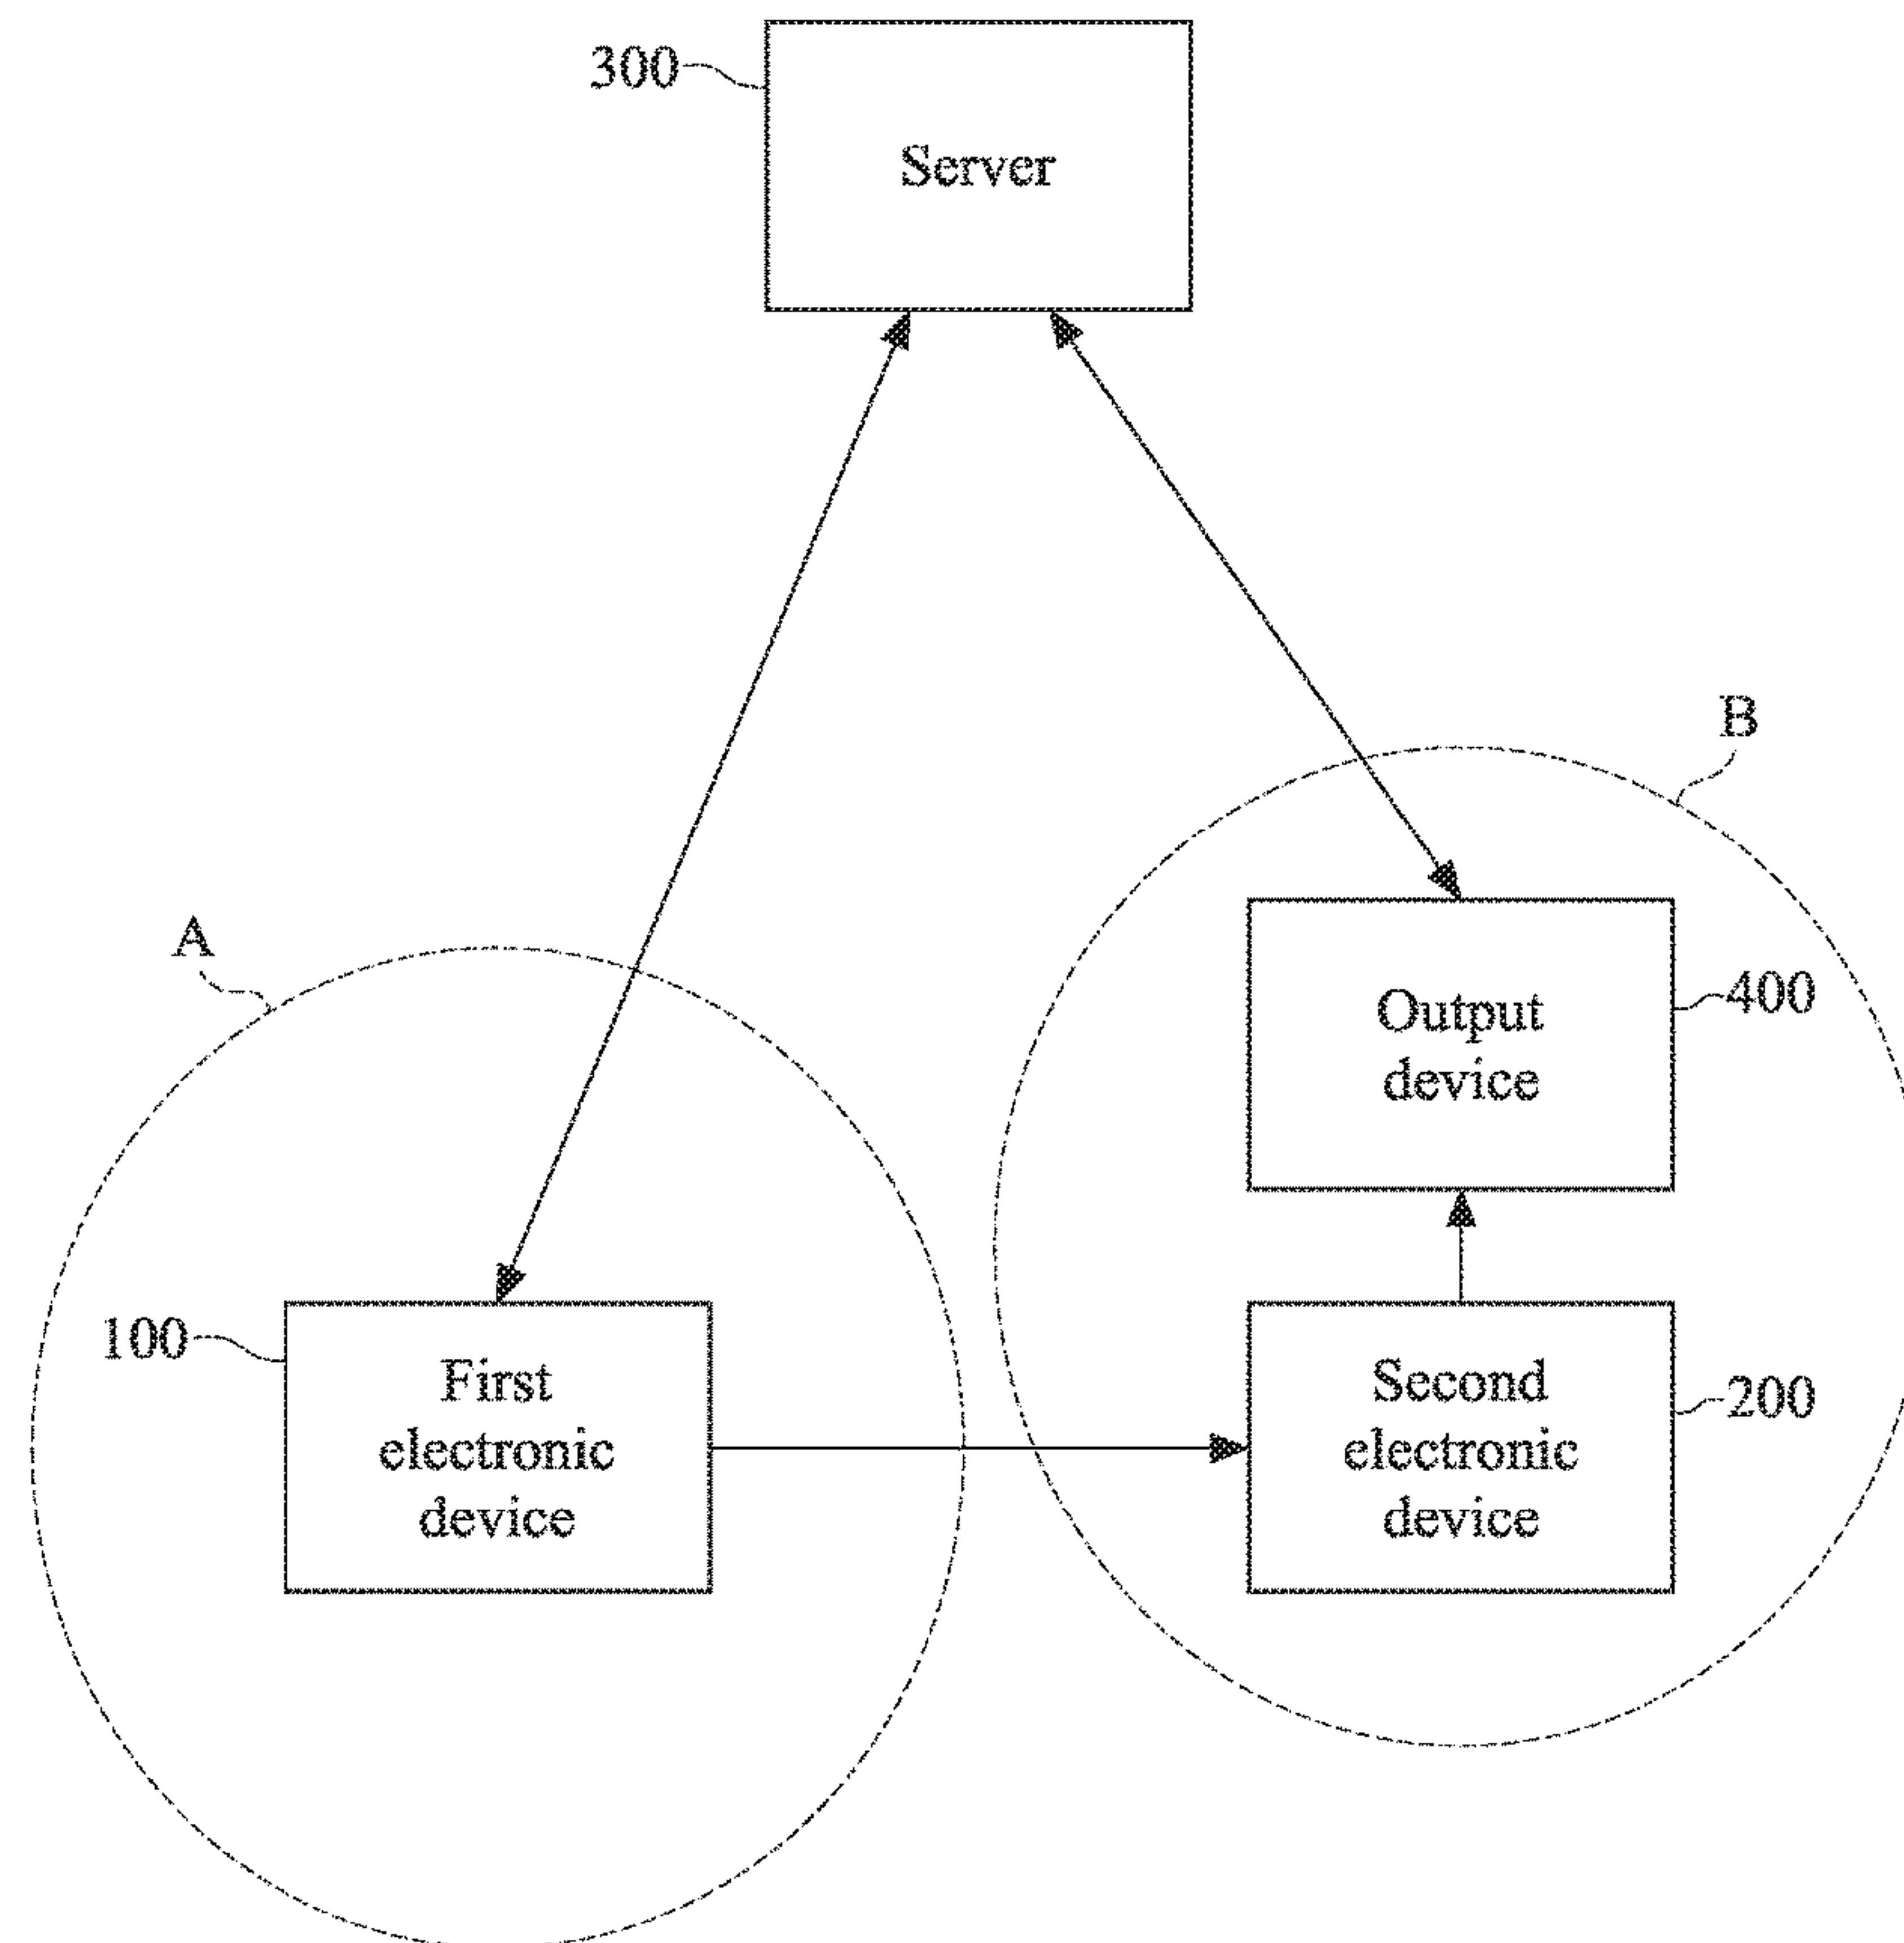 300
Server
B
A
Output
device
400
100
First
electronic
device
Second
electronic
device
200